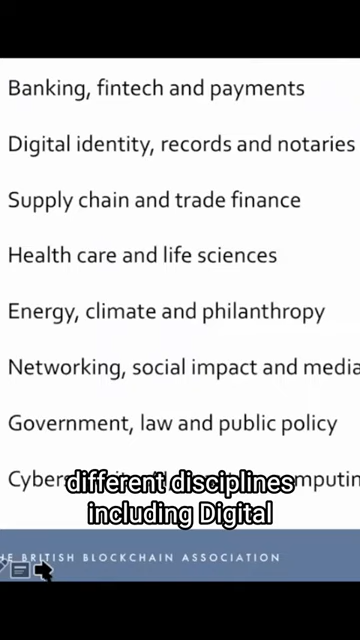 Banking, fintech and payments
Digital identity, records and notaries
Supply chain and trade finance
Health care and life sciences
Energy, climate and philanthropy
Networking, social impact and media
Government, law and public policy
different disciplines
including Digital
BRITISH BLOCKCHAIN ASSOCIATION